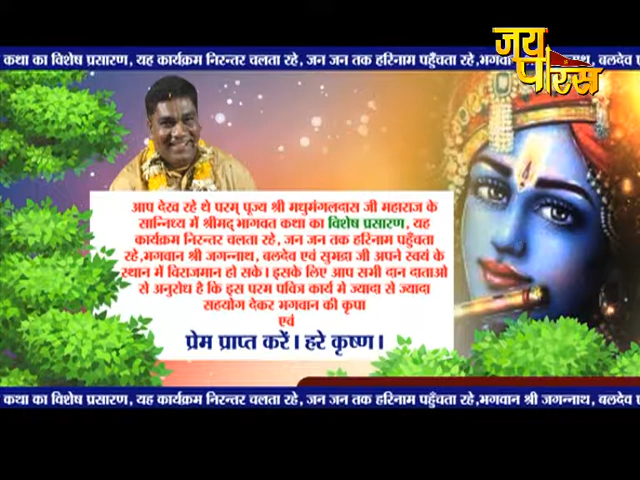 जय
पारस
कथा का विशेष प्रसारण, यह कार्यक्रम निरन्तर चलता रहे, जन जन तक हरिनाम पहुँचता रहे,भगवान
आप देख रहे थे परम् पूज्य श्री मधुमंगलदास जी महाराज के
सान्निध्य में श्रीमद् भागवत कथा का विशेष प्रसारण, यह
कार्यक्रम निरन्तर चलता रहे, जन जन तक हरिनाम पहुँचता
रहे,भगवान श्री जगन्नाथ, बलदेव एवं सुभद्रा जी अपने स्वयं के
स्थान में विराजमान हो सके। इसके लिए आप सभी दान दाताओ
से अनुरोध है कि इस परम पवित्र कार्य मे ज्यादा से ज्यादा
सहयोग देकर भगवान की कृपा
एवं
प्रेम प्राप्त करें। हरे कृष्ण।
कथा का विशेष प्रसारण, यह कार्यक्रम निरन्तर चलता रहे, जन जन तक हरिनाम पहुँचता रहे,भगवान श्री जगन्नाथ, बलदेव